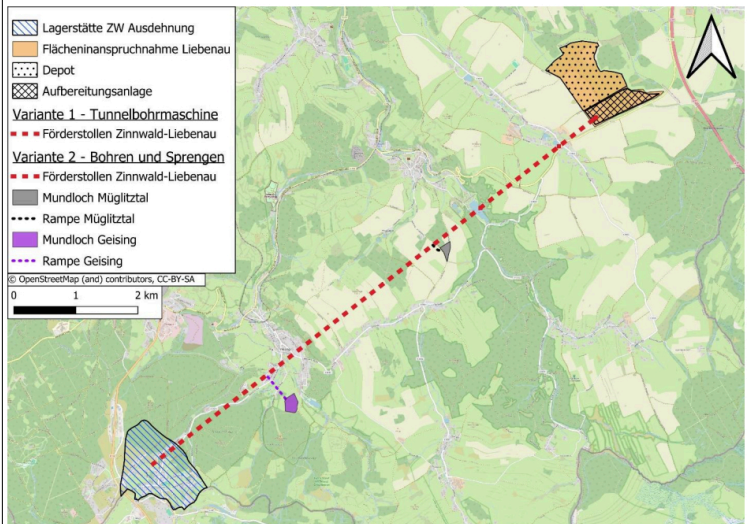 Lagerstätte ZW Ausdehnung
Flächeninanspruchnahme Liebenau
Depot
Aufbereitungsanlage
Variante 1 - Tunnelbohrmaschine
Förderstollen Zinnwald-Liebenau
Variante 2 - Bohren und Sprengen
Förderstollen Zinnwald-Liebenau
Mundloch Müglitztal
Rampe Müglitztal
Mundloch Geising
Rampe Geising
© OpenStreetMap (and) contributors, CC-BY-SA
0 1 2 km